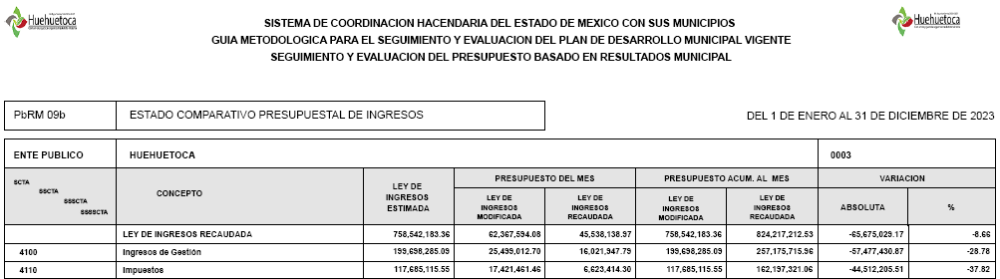 Huehuetoca
SISTEMA DE COORDINACION HACENDARIA DEL ESTADO DE MEXICO CON SUS MUNICIPIOS
Huehuetoca
GUIA METODOLOGICA PARA EL SEGUIMIENTO Y EVALUACION DEL PLAN DE DESARROLLO MUNICIPAL VIGENTE
SEGUIMIENTO Y EVALUACION DEL PRESUPUESTO BASADO EN RESULTADOS MUNICIPAL
PbRM 09b ESTADO COMPARATIVO PRESUPUESTAL DE INGRESOS DEL 1 DE ENERO AL 31 DE DICIEMBRE DE 2023
ENTE PUBLICO HUEHUETOCA 0003
SCTA
SSCTA
SSSCTA
SSSSCTA
CONCEPTO
LEY DE
INGRESOS
ESTIMADA
PRESUPUESTO DEL MES
LEY DE
INGRESOS
MODIFICADA
LEY DE
INGRESOS
RECAUDADA
PRESUPUESTO ACUM. AL MES
LEY DE
INGRESOS
MODIFICADA
LEY DE
INGRESOS
RECAUDADA
VARIACION
ABSOLUTA
%
LEY DE INGRESOS RECAUDADA 758,542,183.36 62,367,594.08 45,538,138.97 758,542,183.36 824,217,212.53 -65,675,029.17 -8.66
4100 Ingresos de Gestión 199,698,285.09 25,499,012.70 16,021,947.79 199,698,285.09 257,175,715.96 -57,477,430.87 -28.78
4110 Impuestos 117,685,115.55 17,421,461.46 6,623,414.30 117,685,115.55 162,197,321.06 -44,512,205.51 -37.82